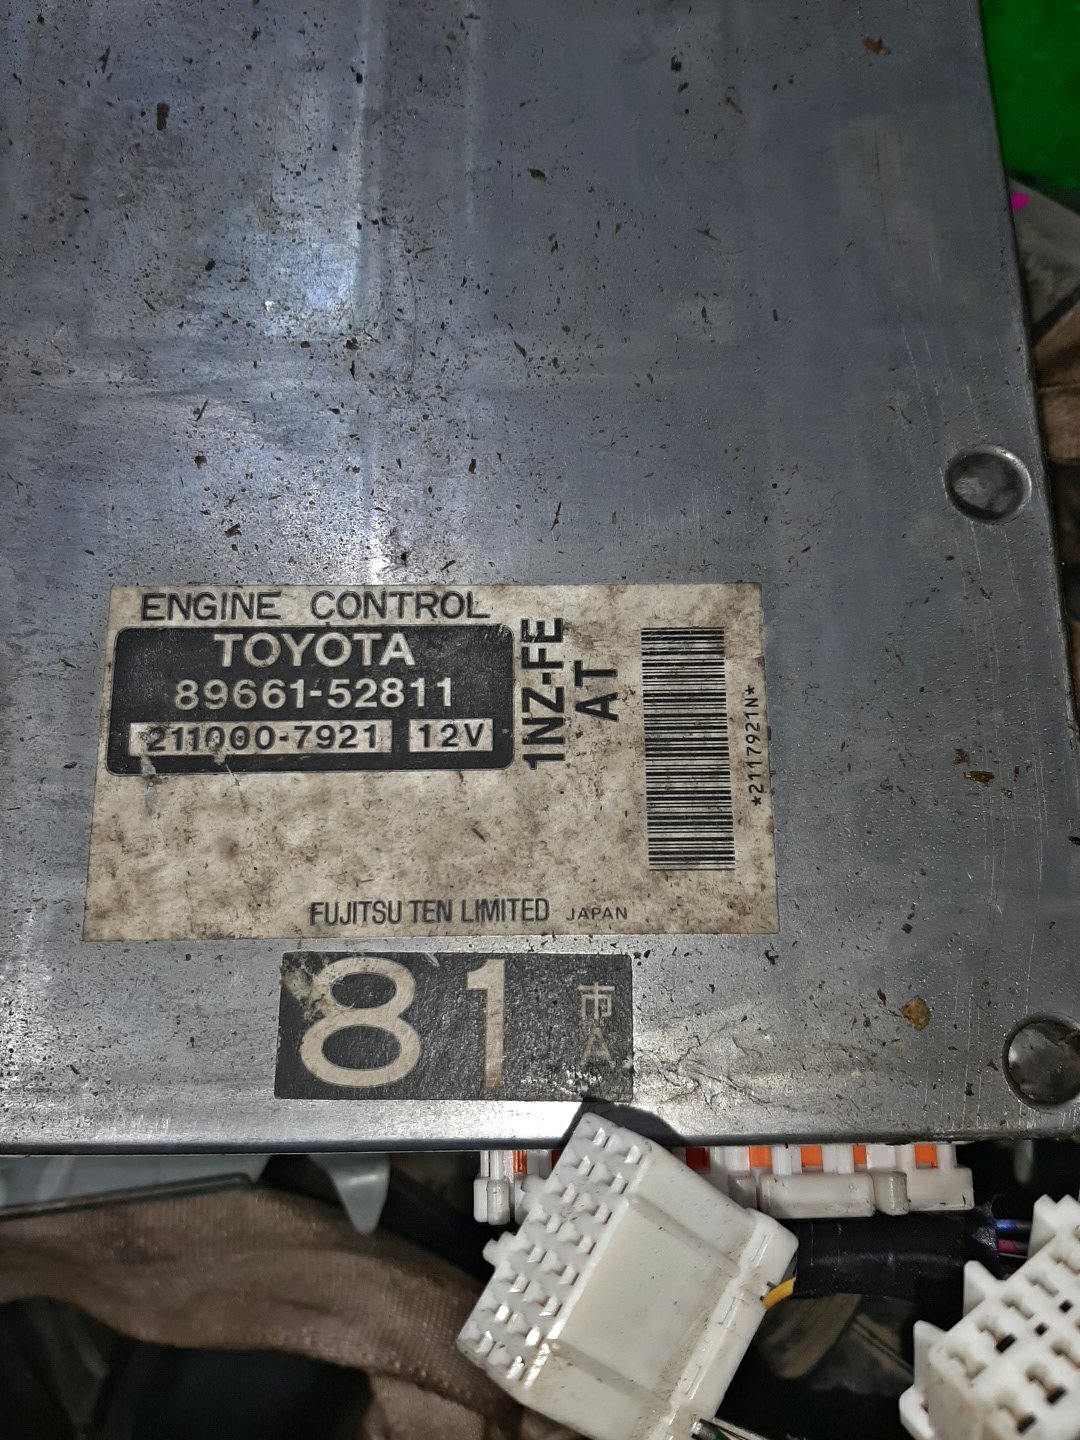 ENGINE CONTROL
TOYOTA
89661-52811
211000-7921 12V
1NZ-FE
AT
*2117921N*
FUJITSU TEN LIMITED JAPAN
81 市
A